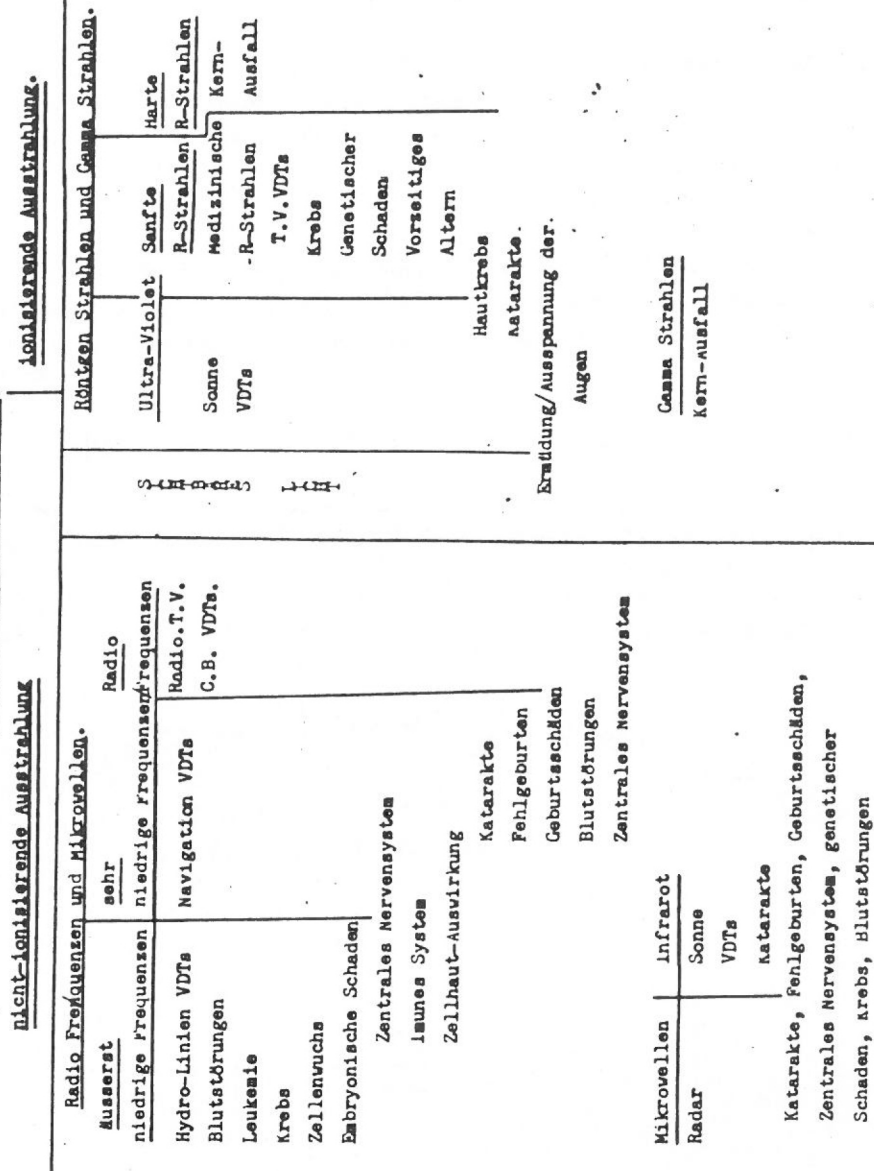 nicht-ionisierende Ausstrahlung
Radio Frequenzen und Mikrowellen.
Äusserst
niedrige Frequenzen
Hydro-Linien VDTs
Blutstörungen
Leukemie
Krebs
Zellenwuchs
Embryonische Schaden
sehr
niedrige Frequenzen
Navigation VDTs
Zentrales Nervensystem
Imunes System
Zellhaut-Auswirkung
Radio
Frequenzen
Radio.T.V.
C.B. VDTs.
Katarakte
Fehlgeburten
Geburtsschäden
Blutstörungen
Zentrales Nervensystem
Mikrowellen
Radar
Infrarot
Sonne
VDTs
Katarakte
Katarakte, Fehlgeburten, Geburtsschäden,
Zentrales Nervensystem, genetischer
Schaden, Krebs, Blutstörungen
ionisierende Ausstrahlung.
Röntgen Strahlen und Gamma Strahlen.
Ultra-Violet
Sonne
VDTs
Hautkrebs
Katarakte.
Ermüdung/Ausspannung der.
Augen
Sanfte
R-Strahlen
Medizinische
-R-Strahlen
T.V.VDTs
Krebs
Genetischer
Schaden
Vorzeitiges
Altern
Harte
R-Strahlen
Kern-
Ausfall
Gamma Strahlen
Kern-Ausfall